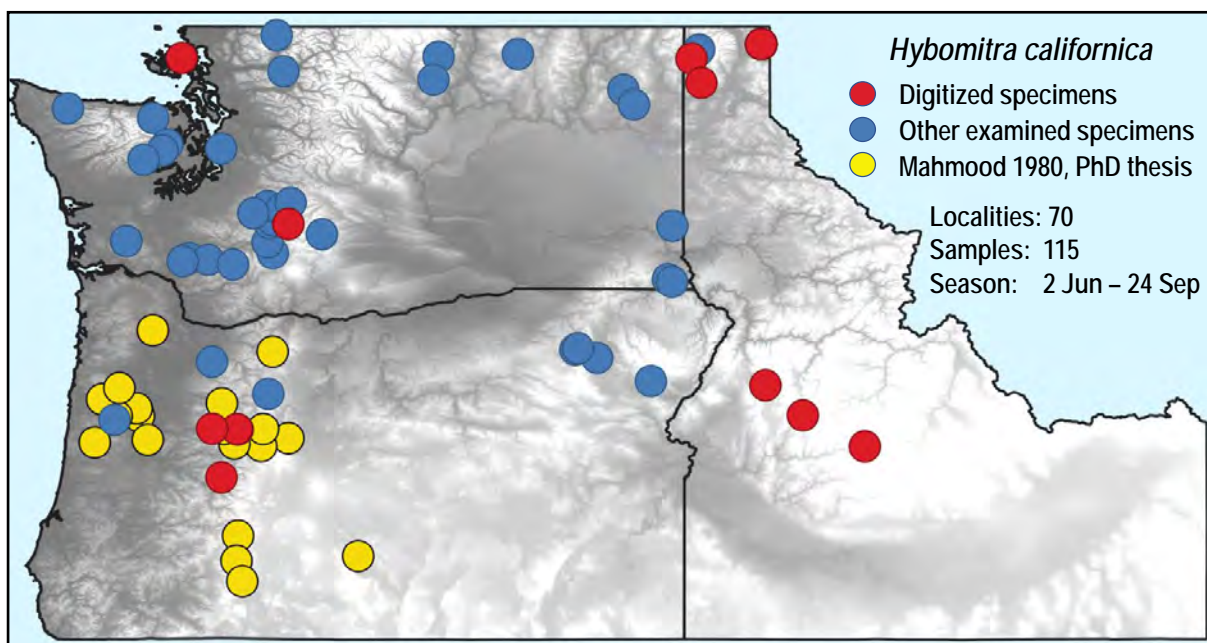 Hybomitra californica
Digitized specimens
Other examined specimens
Mahmood 1980, PhD thesis
Localities: 70
Samples: 115
Season: 2 Jun – 24 Sep